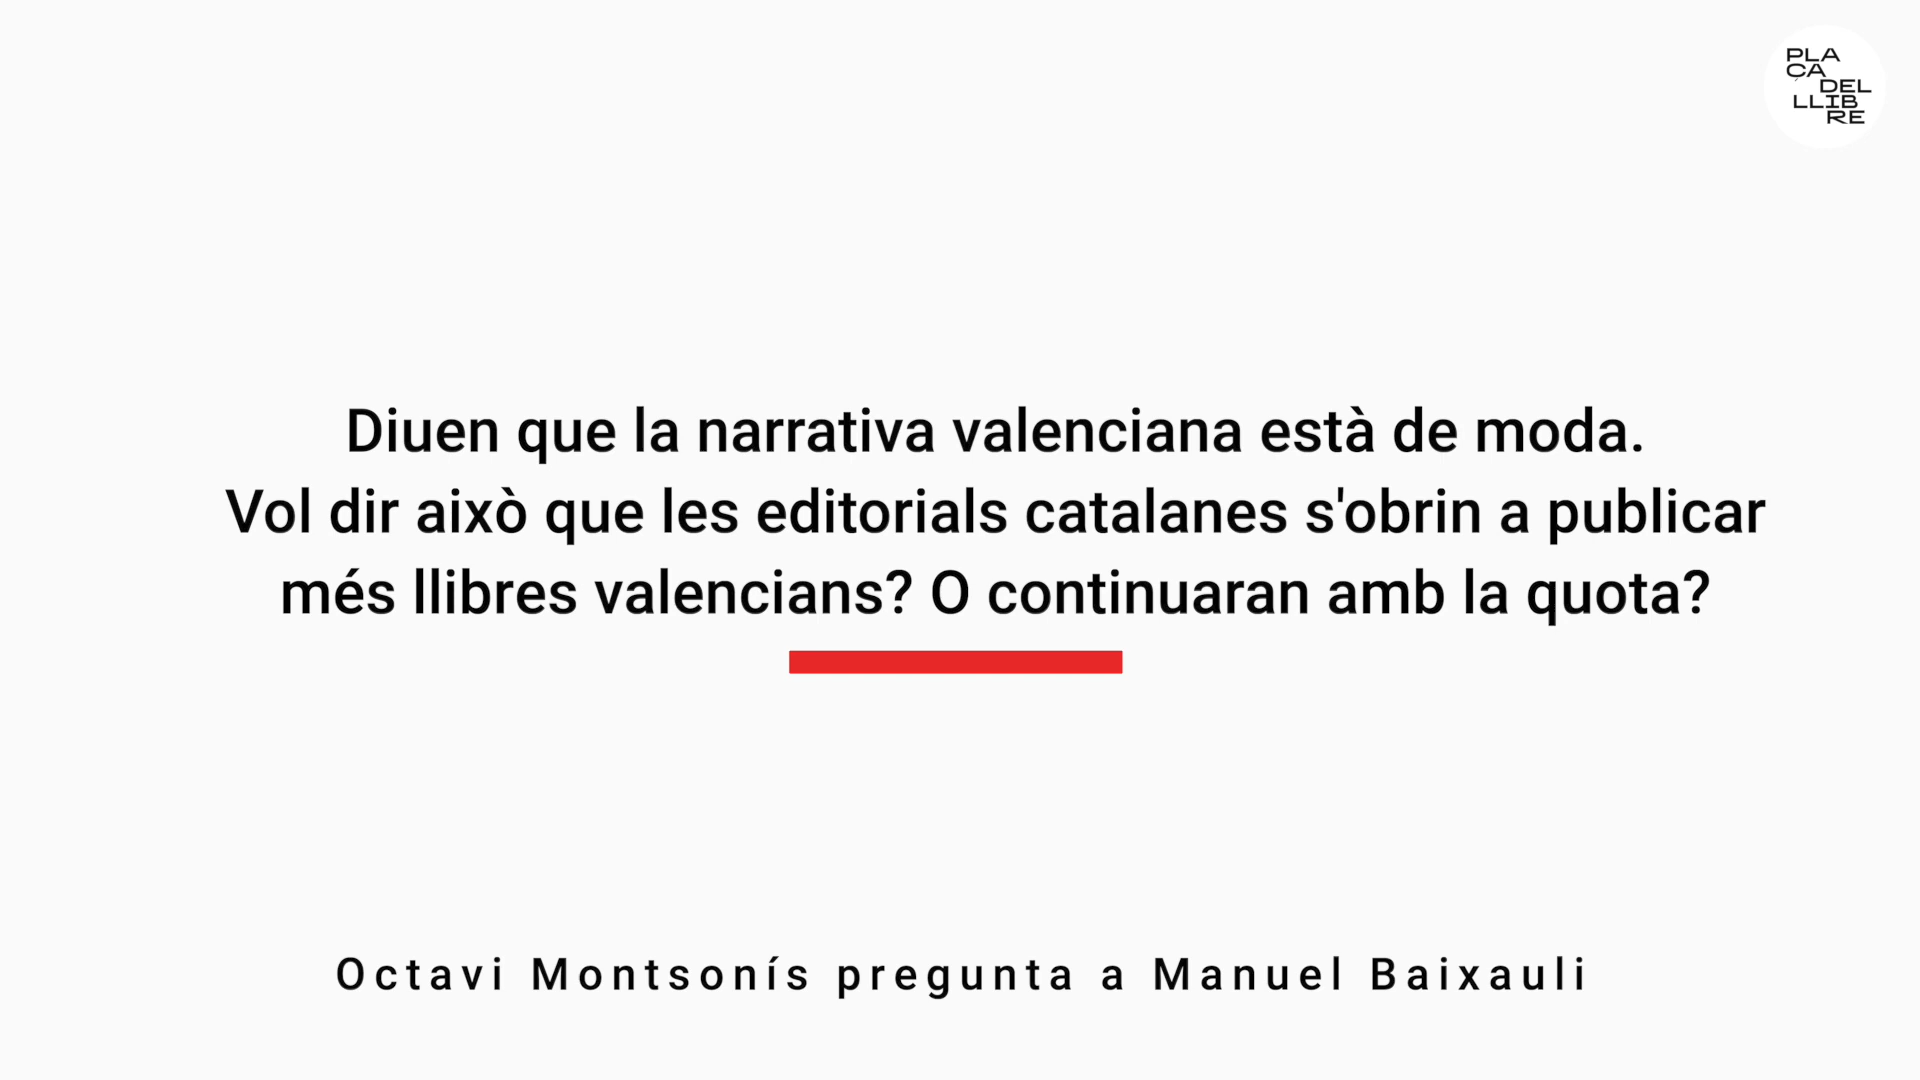 PLA
ÇA
DEL
LLIB
RE
Diuen que la narrativa valenciana està de moda.
Vol dir això que les editorials catalanes s'obrin a publicar
més llibres valencians? O continuaran amb la quota?
Octavi Montsonís pregunta a Manuel Baixauli